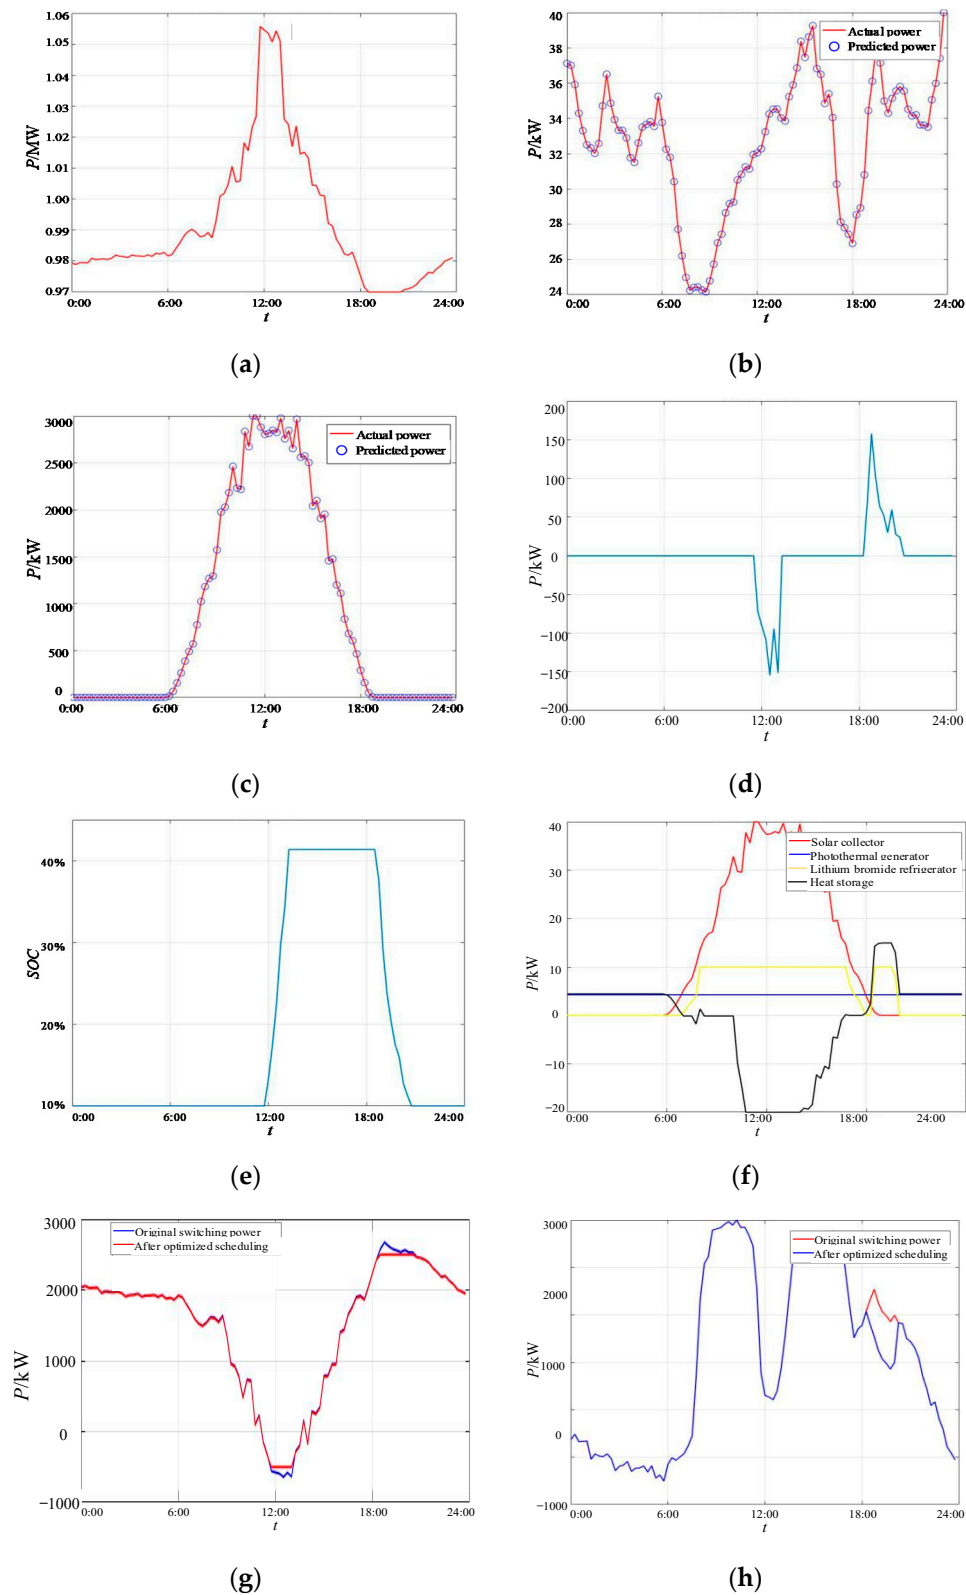 1.06
1.05
1.04
1.03
1.02
1.01
1.00
0.99
0.98
0.97
P/MW
0:00 6:00 12:00 18:00 24:00
t
(a)
40
38
36
34
32
30
28
26
24
P/kW
Actual power
Predicted power
0:00 6:00 12:00 18:00 24:00
t
(b)
3000
2500
2000
1500
1000
500
0
P/kW
Actual power
Predicted power
0:00 6:00 12:00 18:00 24:00
t
(c)
200
150
100
50
0
−50
−100
−150
−200
P/kW
0:00 6:00 12:00 18:00 24:00
t
(d)
40%
30%
20%
10%
SOC
0:00 6:00 12:00 18:00 24:00
t
(e)
40
30
20
10
0
−10
−20
P/kW
Solar collector
Photothermal generator
Lithium bromide refrigerator
Heat storage
0:00 6:00 12:00 18:00 24:00
t
(f)
3000
2000
1000
0
−1000
P/kW
Original switching power
After optimized scheduling
0:00 6:00 12:00 18:00 24:00
t
(g)
3000
2000
1000
0
−1000
P/kW
Original switching power
After optimized scheduling
0:00 6:00 12:00 18:00 24:00
t
(h)